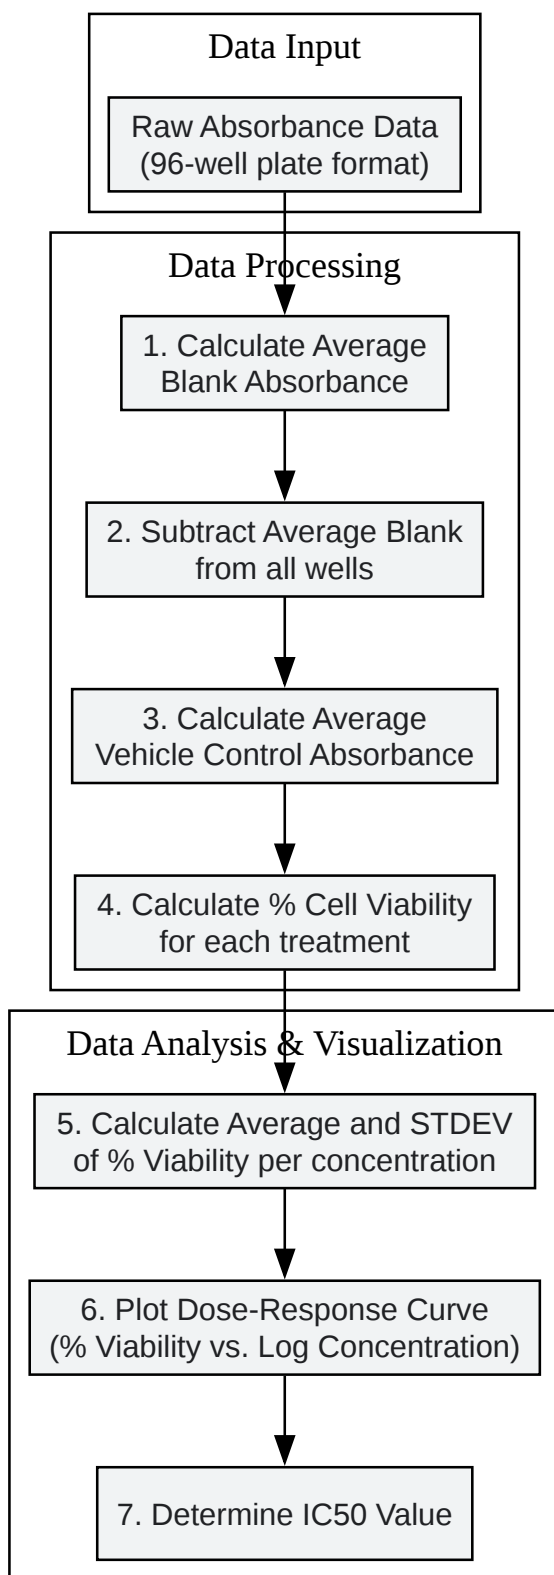 Data Input
Raw Absorbance Data
(96-well plate format)
Data Processing
1. Calculate Average
Blank Absorbance
2. Subtract Average Blank
from all wells
3. Calculate Average
Vehicle Control Absorbance
4. Calculate % Cell Viability
for each treatment
Data Analysis & Visualization
5. Calculate Average and STDEV
of % Viability per concentration
6. Plot Dose-Response Curve
(% Viability vs. Log Concentration)
7. Determine IC50 Value